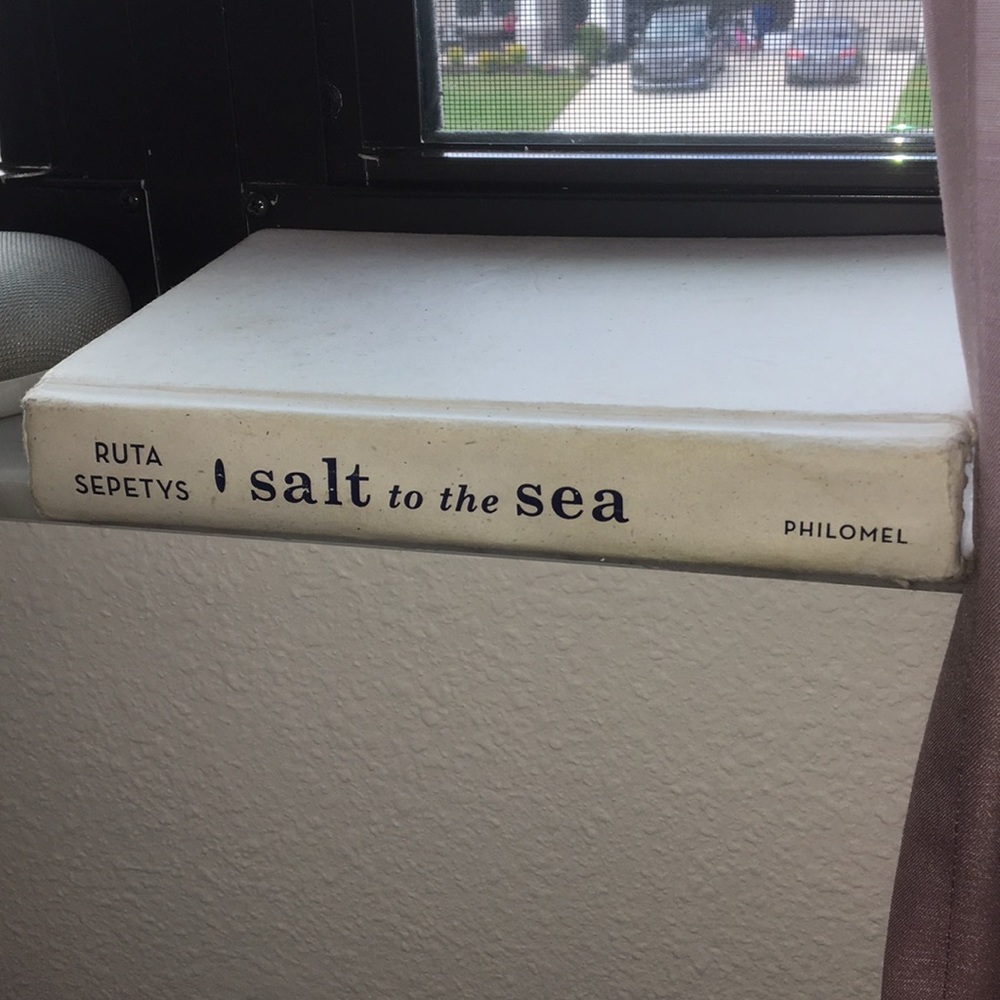 RUTA
SEPETYS
salt to the sea
PHILOMEL